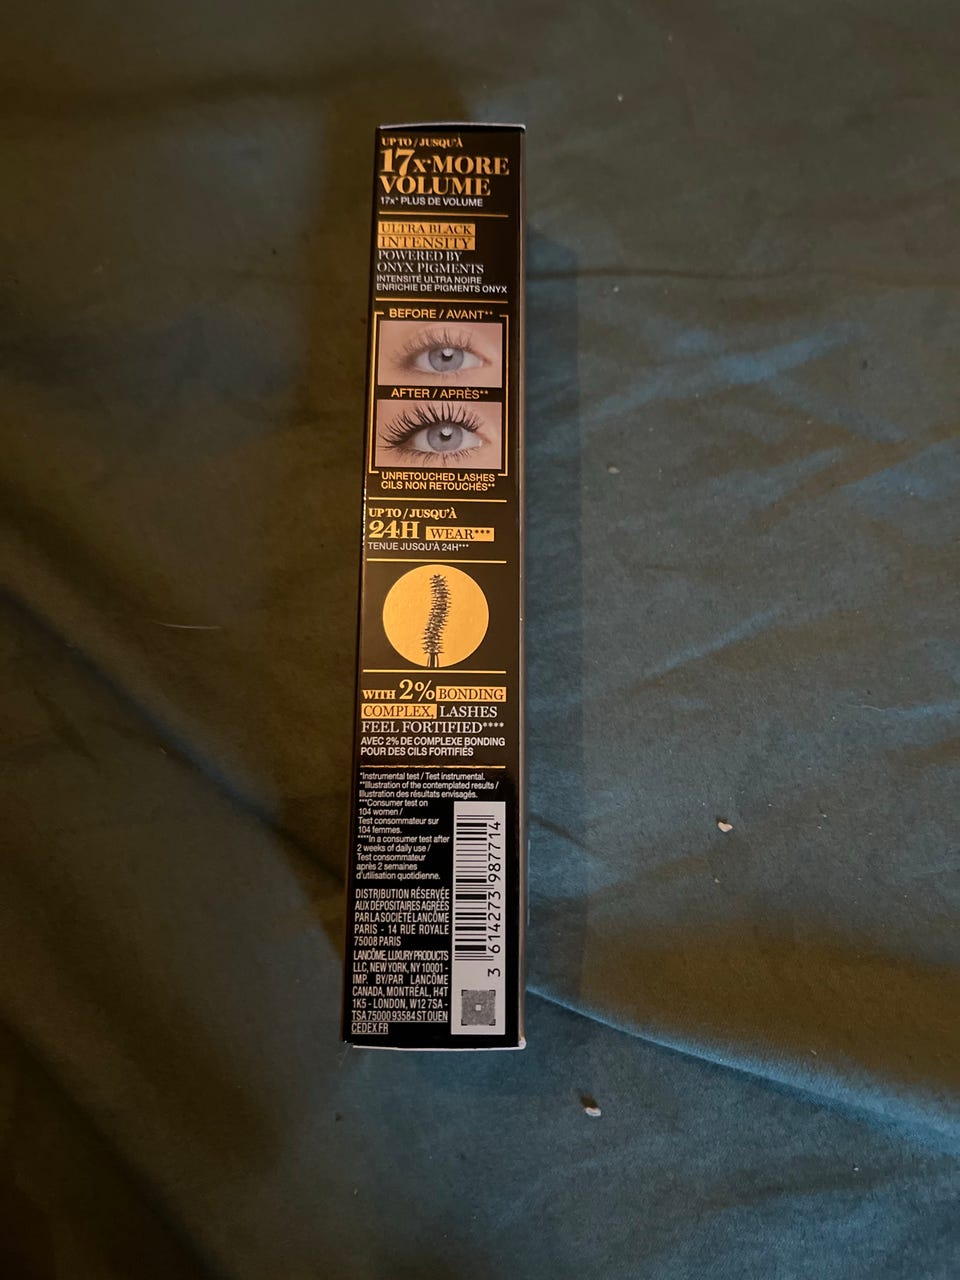 UP TO / JUSQU'À
17x* MORE
VOLUME
17x* PLUS DE VOLUME
ULTRA BLACK
INTENSITY
POWERED BY
ONYX PIGMENTS
INTENSITÉ ULTRA NOIRE
ENRICHIE DE PIGMENTS ONYX
BEFORE / AVANT**
AFTER / APRÈS**
UNRETOUCHED LASHES
CILS NON RETOUCHÉS**
UP TO / JUSQU'À
24H WEAR***
TENUE JUSQU'À 24H***
WITH 2% BONDING
COMPLEX, LASHES
FEEL FORTIFIED****
AVEC 2% DE COMPLEXE BONDING
POUR DES CILS FORTIFIÉS
*Instrumental test / Test instrumental.
**Illustration of the contemplated results /
Illustration des résultats envisagés.
***Consumer test on
104 women /
Test consommateur sur
104 femmes.
****In a consumer test after
2 weeks of daily use /
Test consommateur
après 2 semaines
d'utilisation quotidienne.
DISTRIBUTION RÉSERVÉE
AUX DÉPOSITAIRES AGRÉÉS
PAR LA SOCIÉTÉ LANCÔME
PARIS - 14 RUE ROYALE
75008 PARIS
LANCÔME, LUXURY PRODUCTS
LLC, NEW YORK, NY 10001 -
IMP. BY/PAR LANCÔME
CANADA, MONTRÉAL, H4T
1K5 - LONDON, W12 7SA -
TSA 75000 93584 ST OUEN
CEDEX FR
3 614273 987714